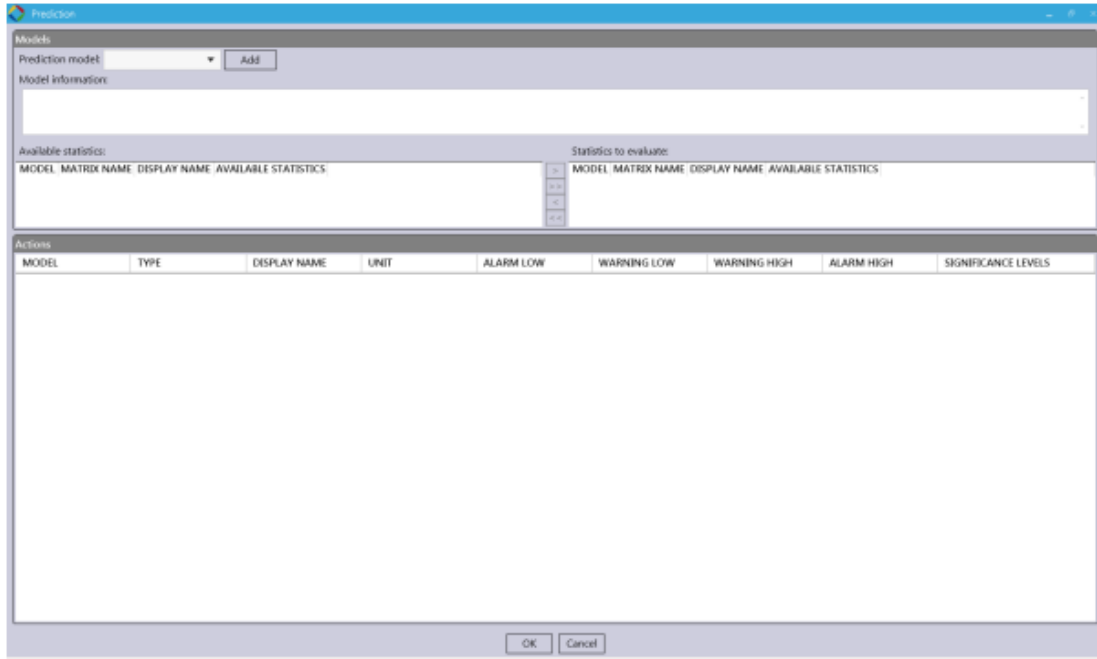 Prediction
Models
Prediction model:
Add
Model information:
Available statistics:
Statistics to evaluate:
MODEL MATRIX NAME DISPLAY NAME AVAILABLE STATISTICS
>
MODEL MATRIX NAME DISPLAY NAME AVAILABLE STATISTICS
>>
<
<<
Actions
MODEL TYPE DISPLAY NAME UNIT ALARM LOW WARNING LOW WARNING HIGH ALARM HIGH SIGNIFICANCE LEVELS
OK Cancel